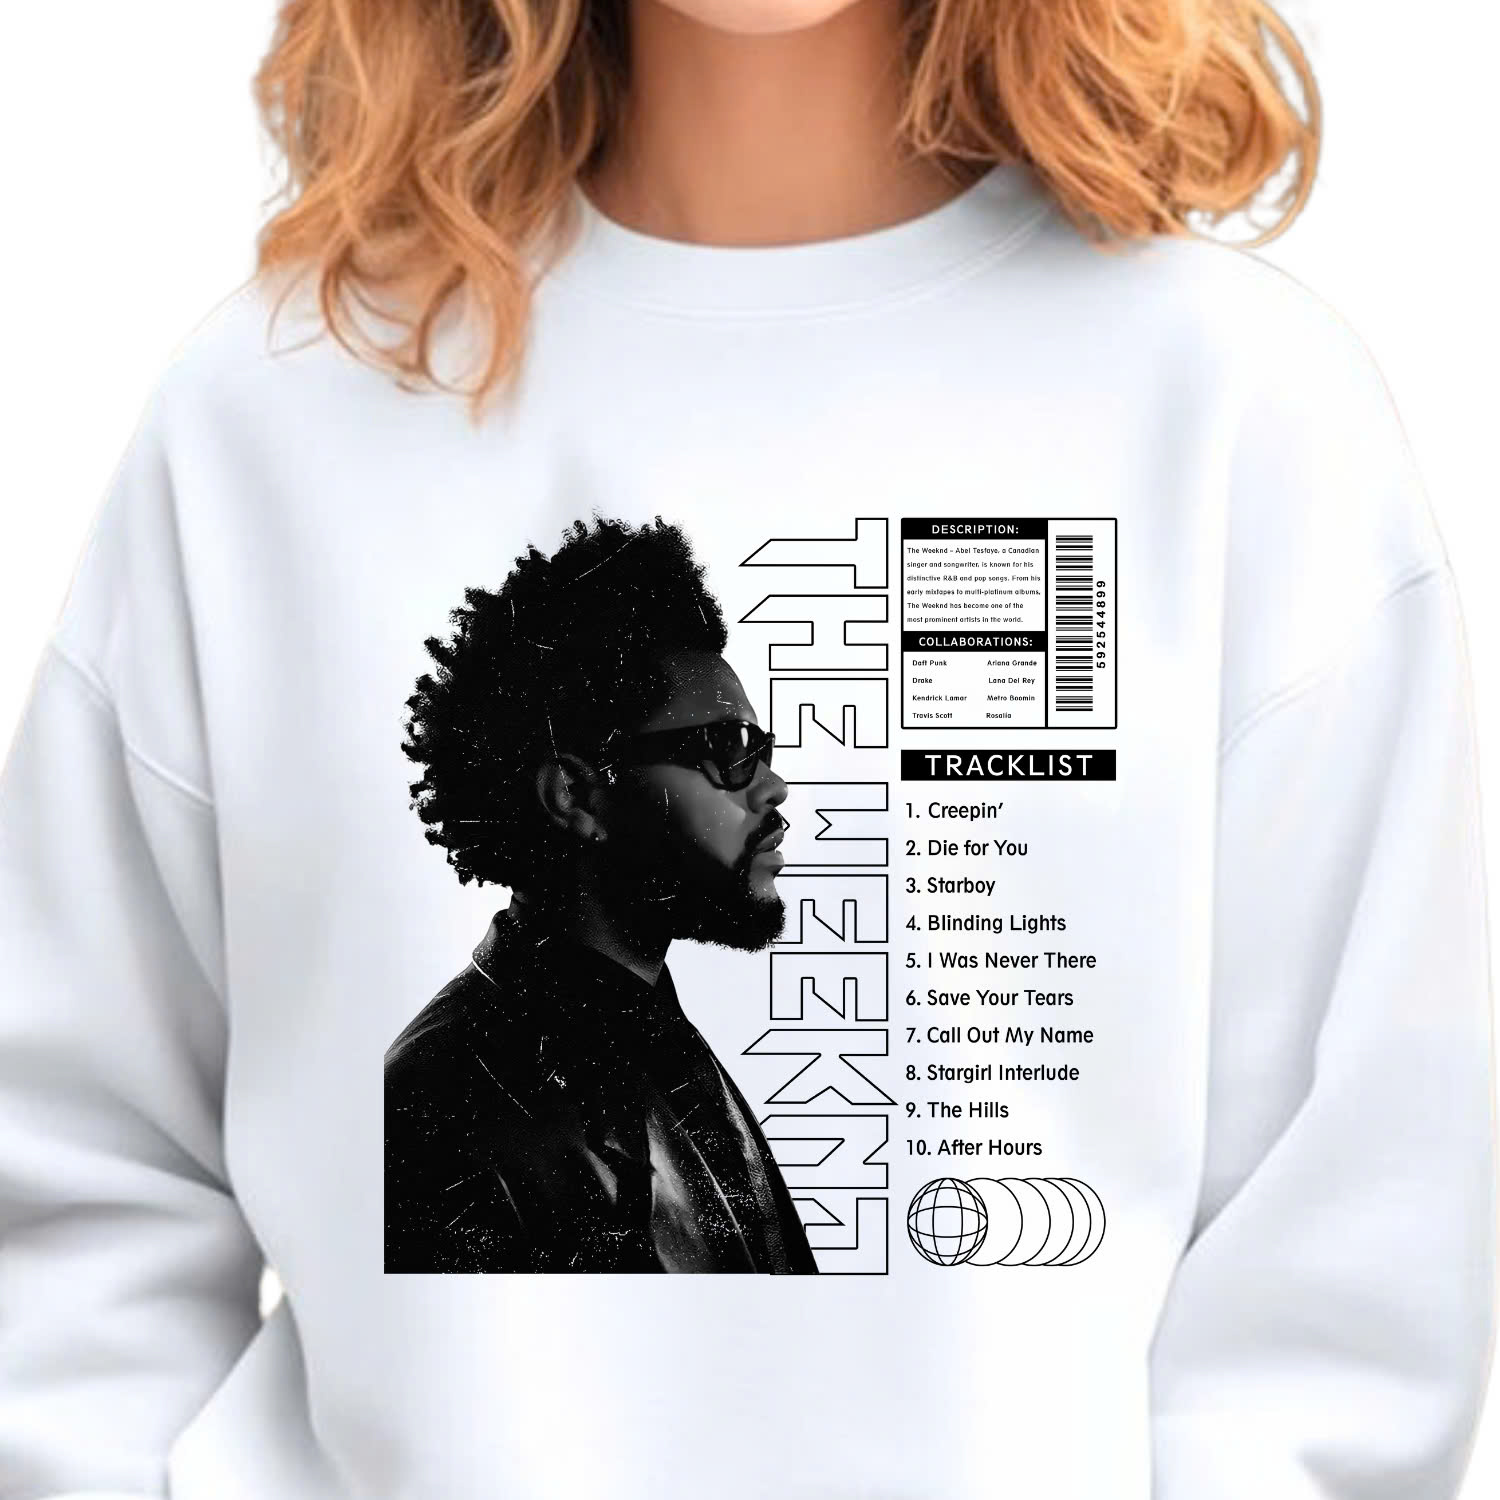 THE WEEKND
DESCRIPTION:
The Weeknd – Abel Tesfaye, a Canadian
singer and songwriter, is known for his
distinctive R&B and pop songs. From his
early mixtapes to multi-platinum albums,
The Weeknd has become one of the
most prominent artists in the world.
COLLABORATIONS:
Daft Punk Ariana Grande
Drake Lana Del Rey
Kendrick Lamar Metro Boomin
Travis Scott Rosalía
592544899
TRACKLIST
1. Creepin’
2. Die for You
3. Starboy
4. Blinding Lights
5. I Was Never There
6. Save Your Tears
7. Call Out My Name
8. Stargirl Interlude
9. The Hills
10. After Hours